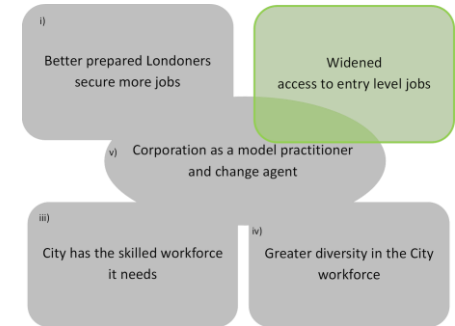 i)
Better prepared Londoners
secure more jobs
Widened
access to entry level jobs
v)
Corporation as a model practitioner
and change agent
iii)
City has the skilled workforce
it needs
iv)
Greater diversity in the City
workforce